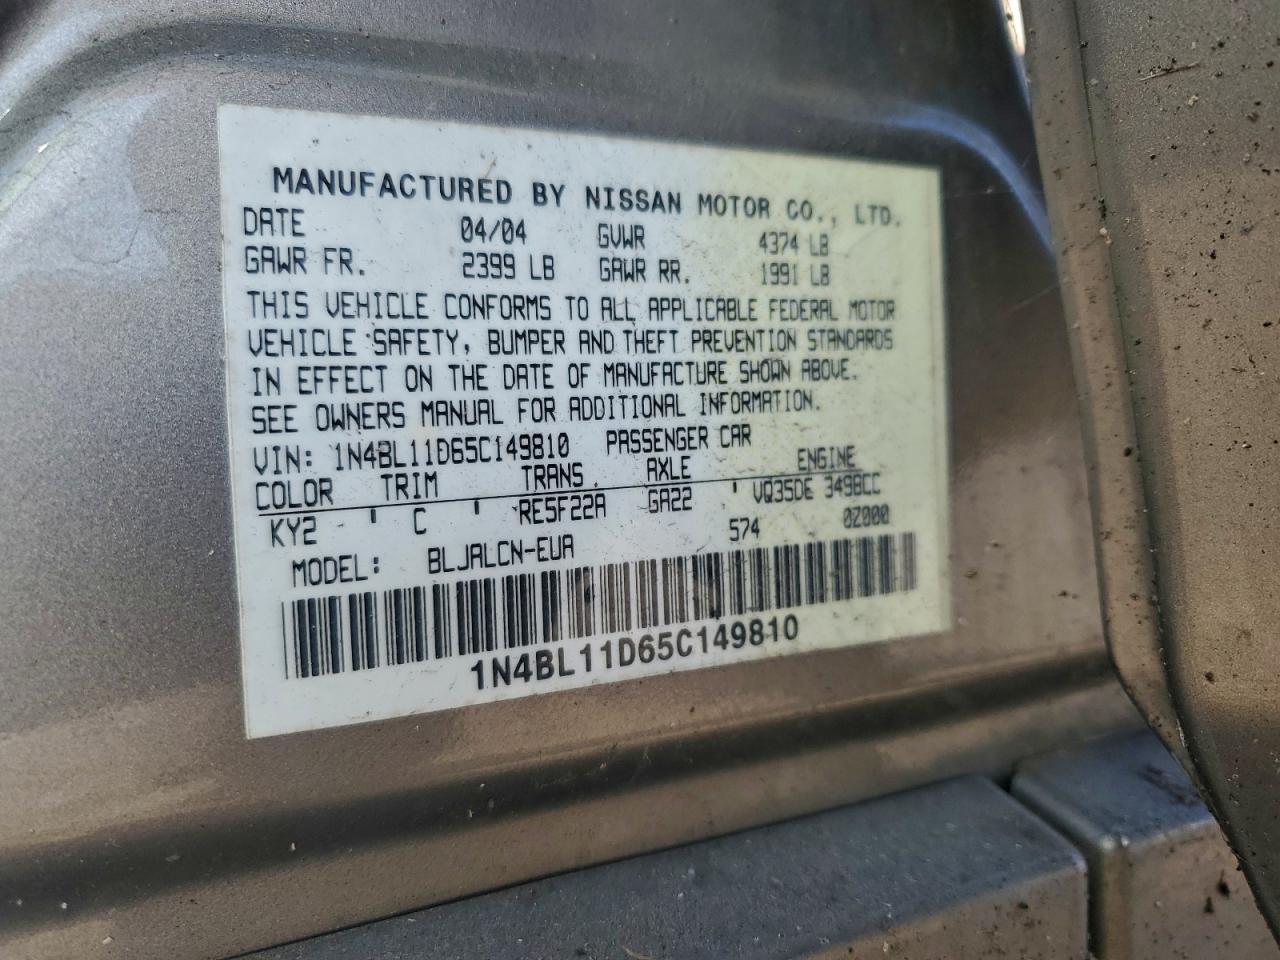 MANUFACTURED BY NISSAN MOTOR CO., LTD.
DATE 04/04 GVWR 4374 LB
GAWR FR. 2399 LB GAWR RR. 1991 LB
THIS VEHICLE CONFORMS TO ALL APPLICABLE FEDERAL MOTOR
VEHICLE SAFETY, BUMPER AND THEFT PREVENTION STANDARDS
IN EFFECT ON THE DATE OF MANUFACTURE SHOWN ABOVE.
SEE OWNERS MANUAL FOR ADDITIONAL INFORMATION.
VIN: 1N4BL11D65C149810 PASSENGER CAR
COLOR TRIM TRANS. AXLE ENGINE
KY2 - ' C ' RE5F22A GA22 ' VQ35DE 3498CC
MODEL: BLJALCN-EUA 574 0Z000
1N4BL11D65C149810